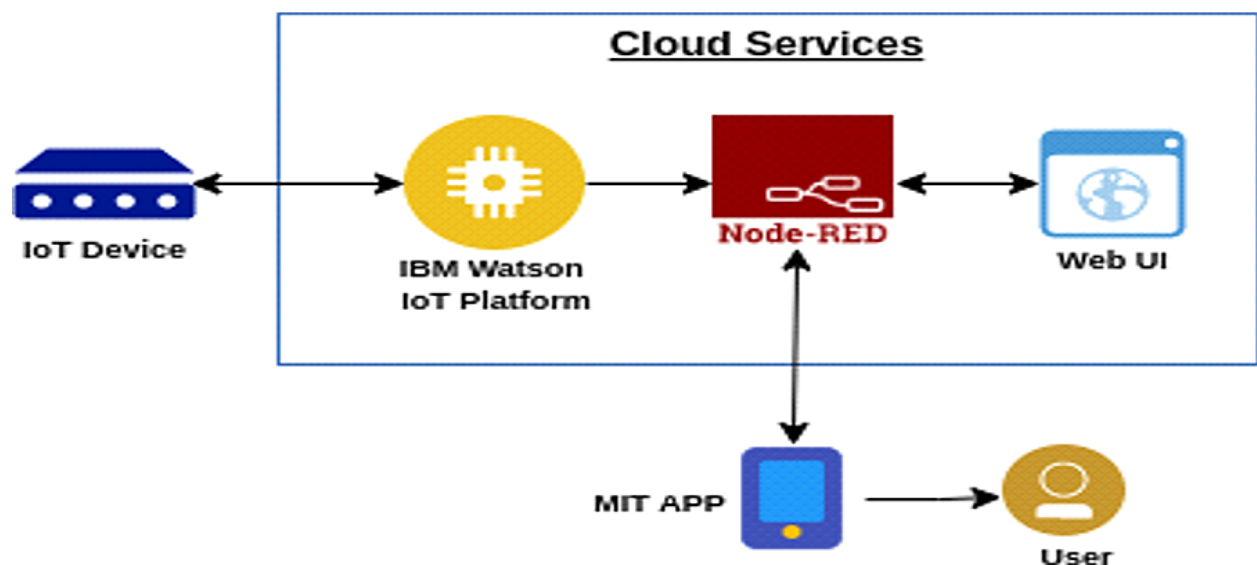 Cloud Services
IoT Device
IBM Watson
IoT Platform
Node-RED
Web UI
MIT APP
User